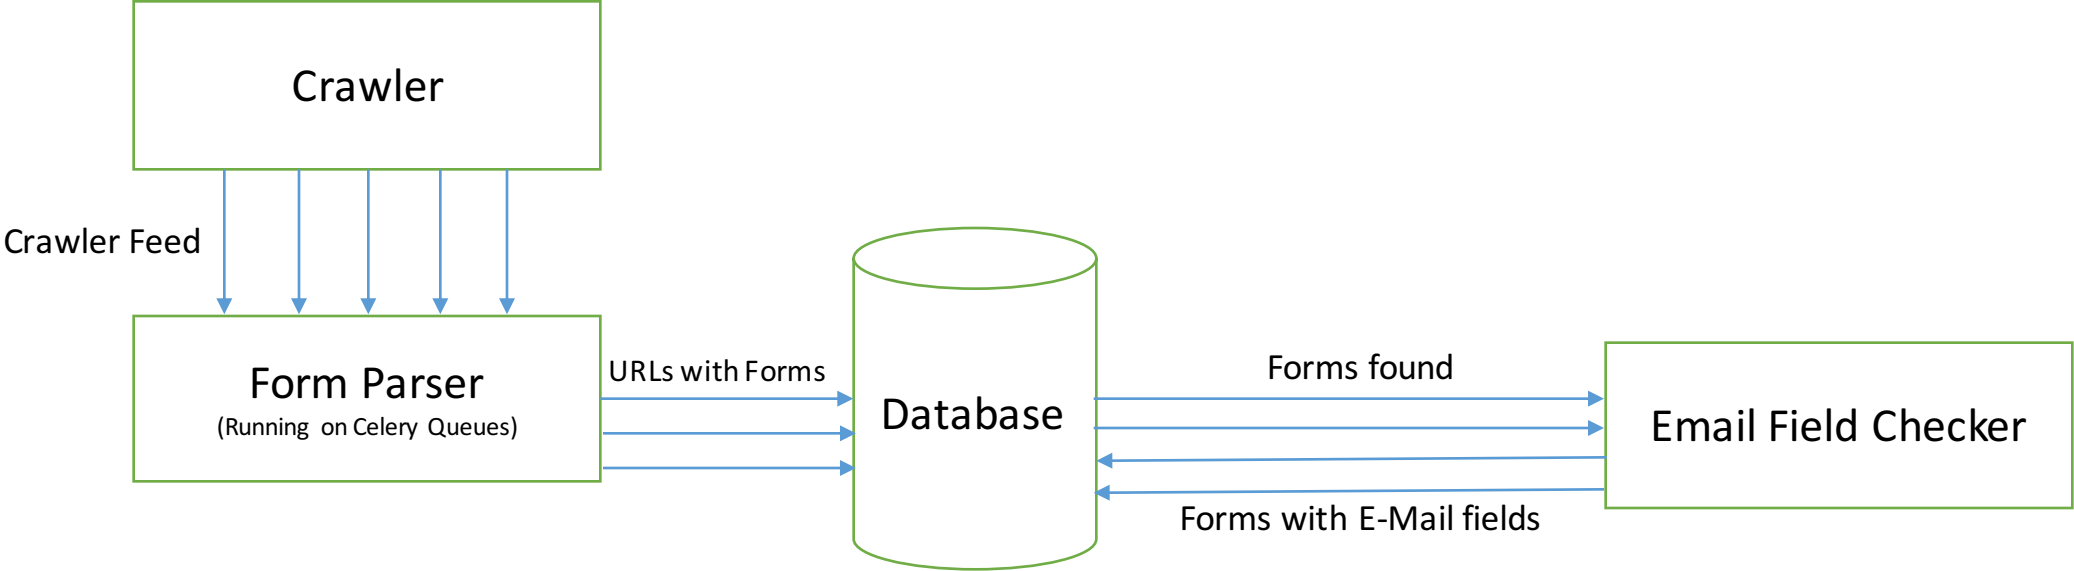 Crawler
Crawler Feed
Form Parser
(Running on Celery Queues)
URLs with Forms
Database
Forms found
Forms with E-Mail fields
Email Field Checker